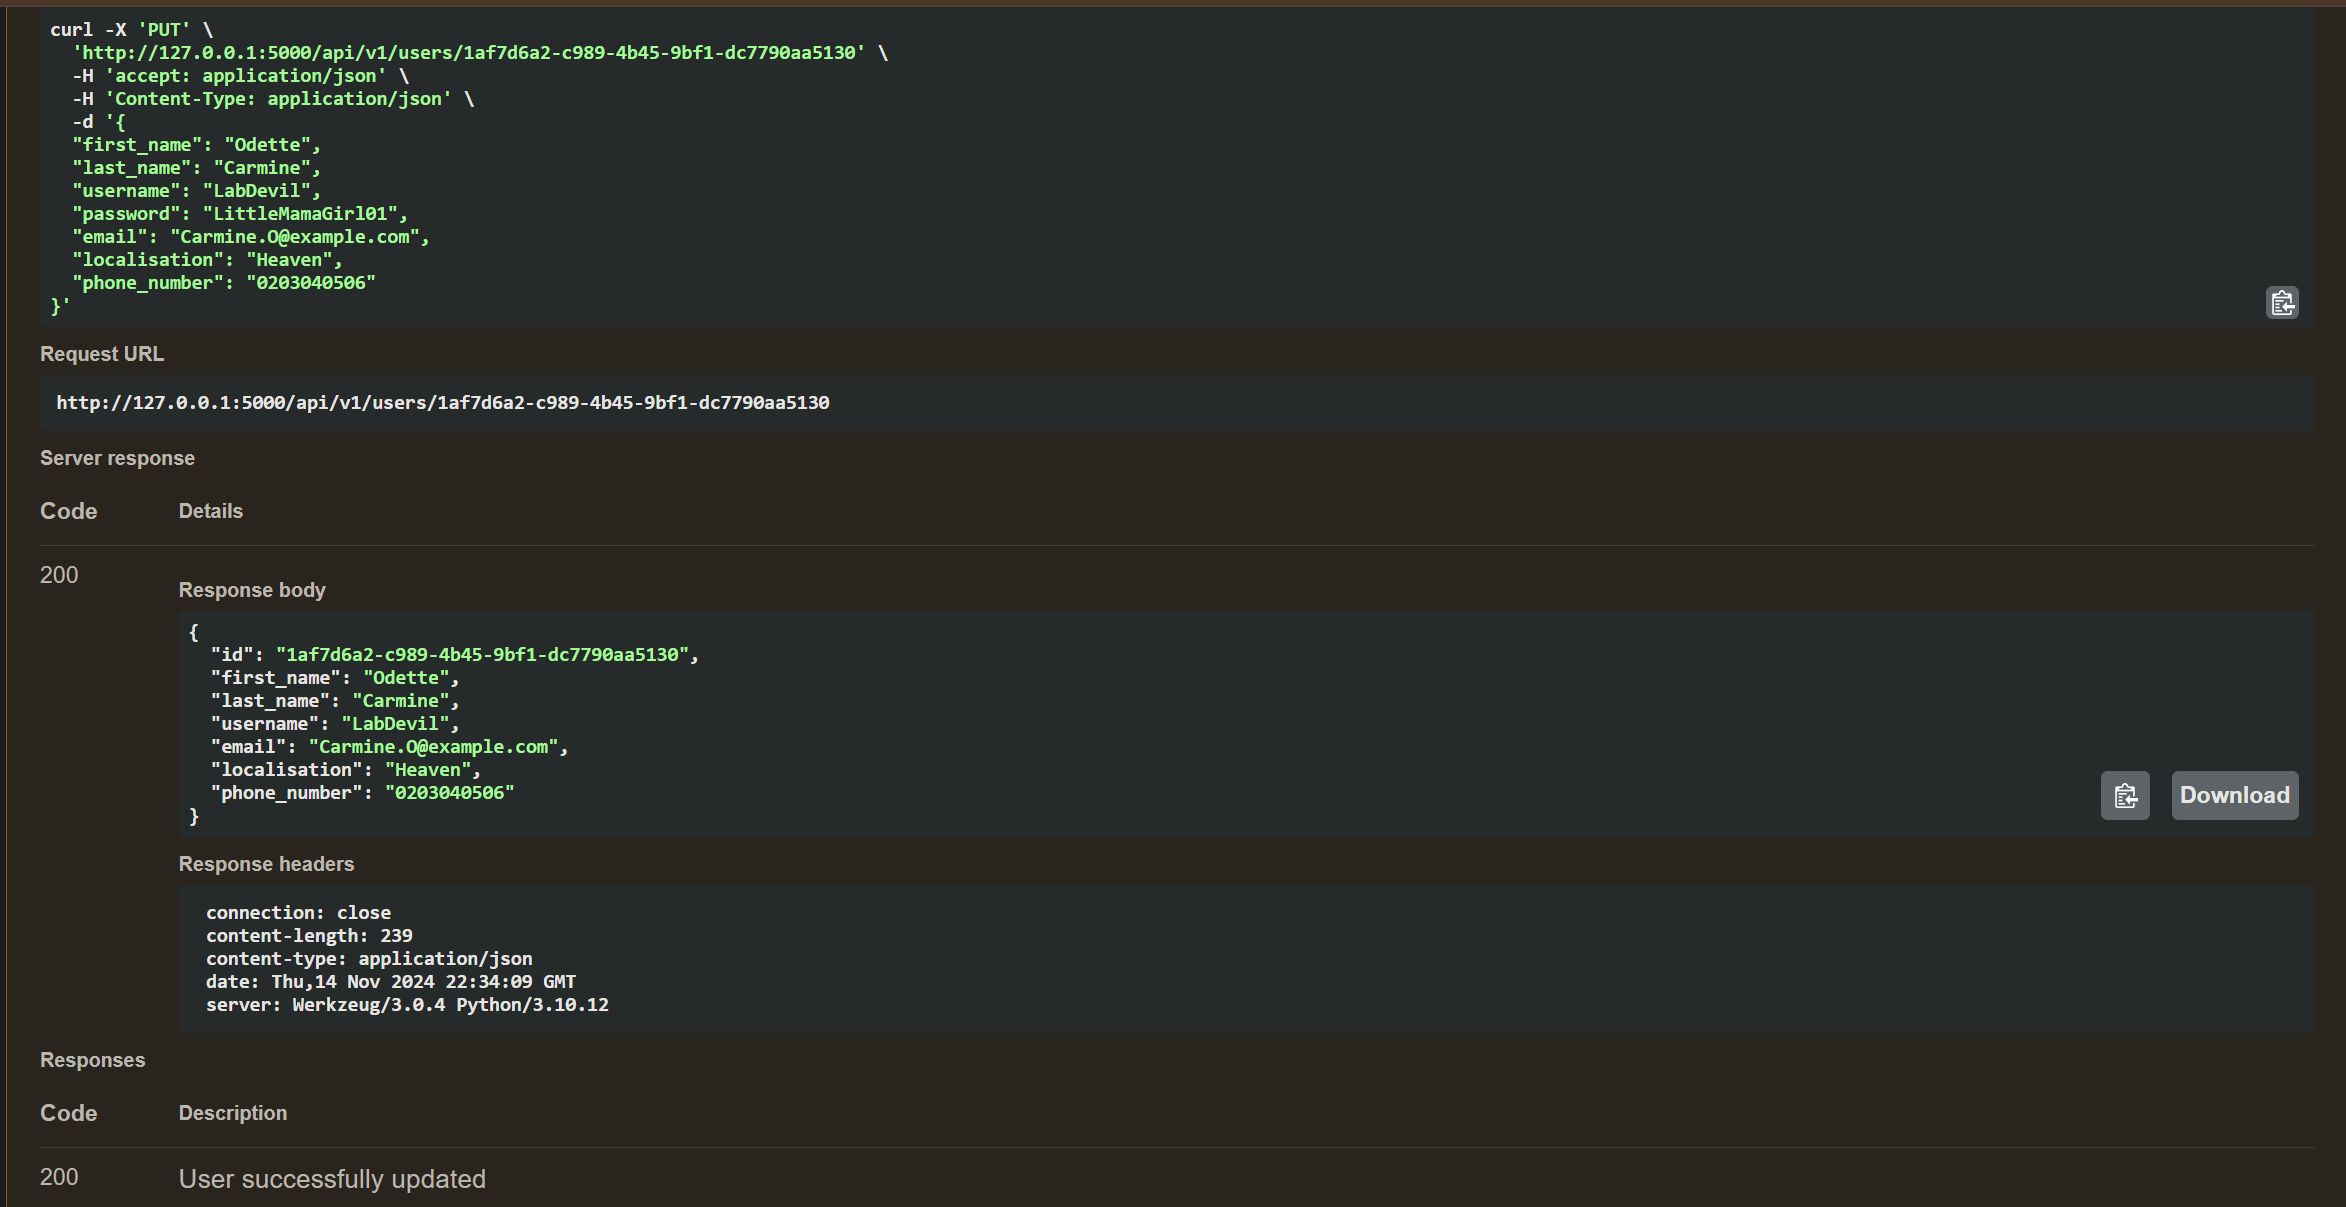 curl -X 'PUT' \
  'http://127.0.0.1:5000/api/v1/users/1af7d6a2-c989-4b45-9bf1-dc7790aa5130' \
  -H 'accept: application/json' \
  -H 'Content-Type: application/json' \
  -d '{
  "first_name": "Odette",
  "last_name": "Carmine",
  "username": "LabDevil",
  "password": "LittleMamaGirl01",
  "email": "Carmine.O@example.com",
  "localisation": "Heaven",
  "phone_number": "0203040506"
}'
Request URL
http://127.0.0.1:5000/api/v1/users/1af7d6a2-c989-4b45-9bf1-dc7790aa5130
Server response
Code Details
200
Response body
{
  "id": "1af7d6a2-c989-4b45-9bf1-dc7790aa5130",
  "first_name": "Odette",
  "last_name": "Carmine",
  "username": "LabDevil",
  "email": "Carmine.O@example.com",
  "localisation": "Heaven",
  "phone_number": "0203040506"
}
Download
Response headers
connection: close
content-length: 239
content-type: application/json
date: Thu,14 Nov 2024 22:34:09 GMT
server: Werkzeug/3.0.4 Python/3.10.12
Responses
Code Description
200 User successfully updated